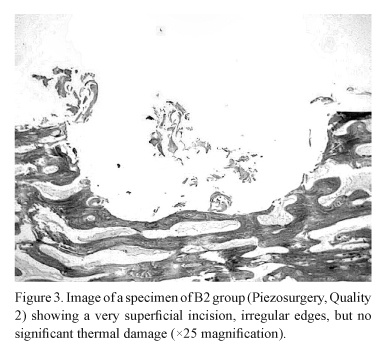 Figure 3. Image of a specimen of B2 group (Piezosurgery, Quality
2) showing a very superficial incision, irregular edges, but no
significant thermal damage (×25 magnification).